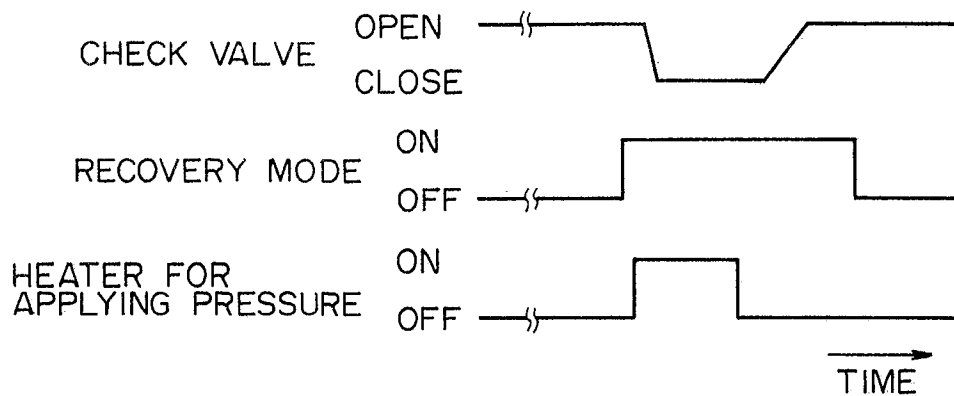 CHECK VALVE
OPEN
CLOSE
RECOVERY MODE
ON
OFF
HEATER FOR
APPLYING PRESSURE
ON
OFF
TIME